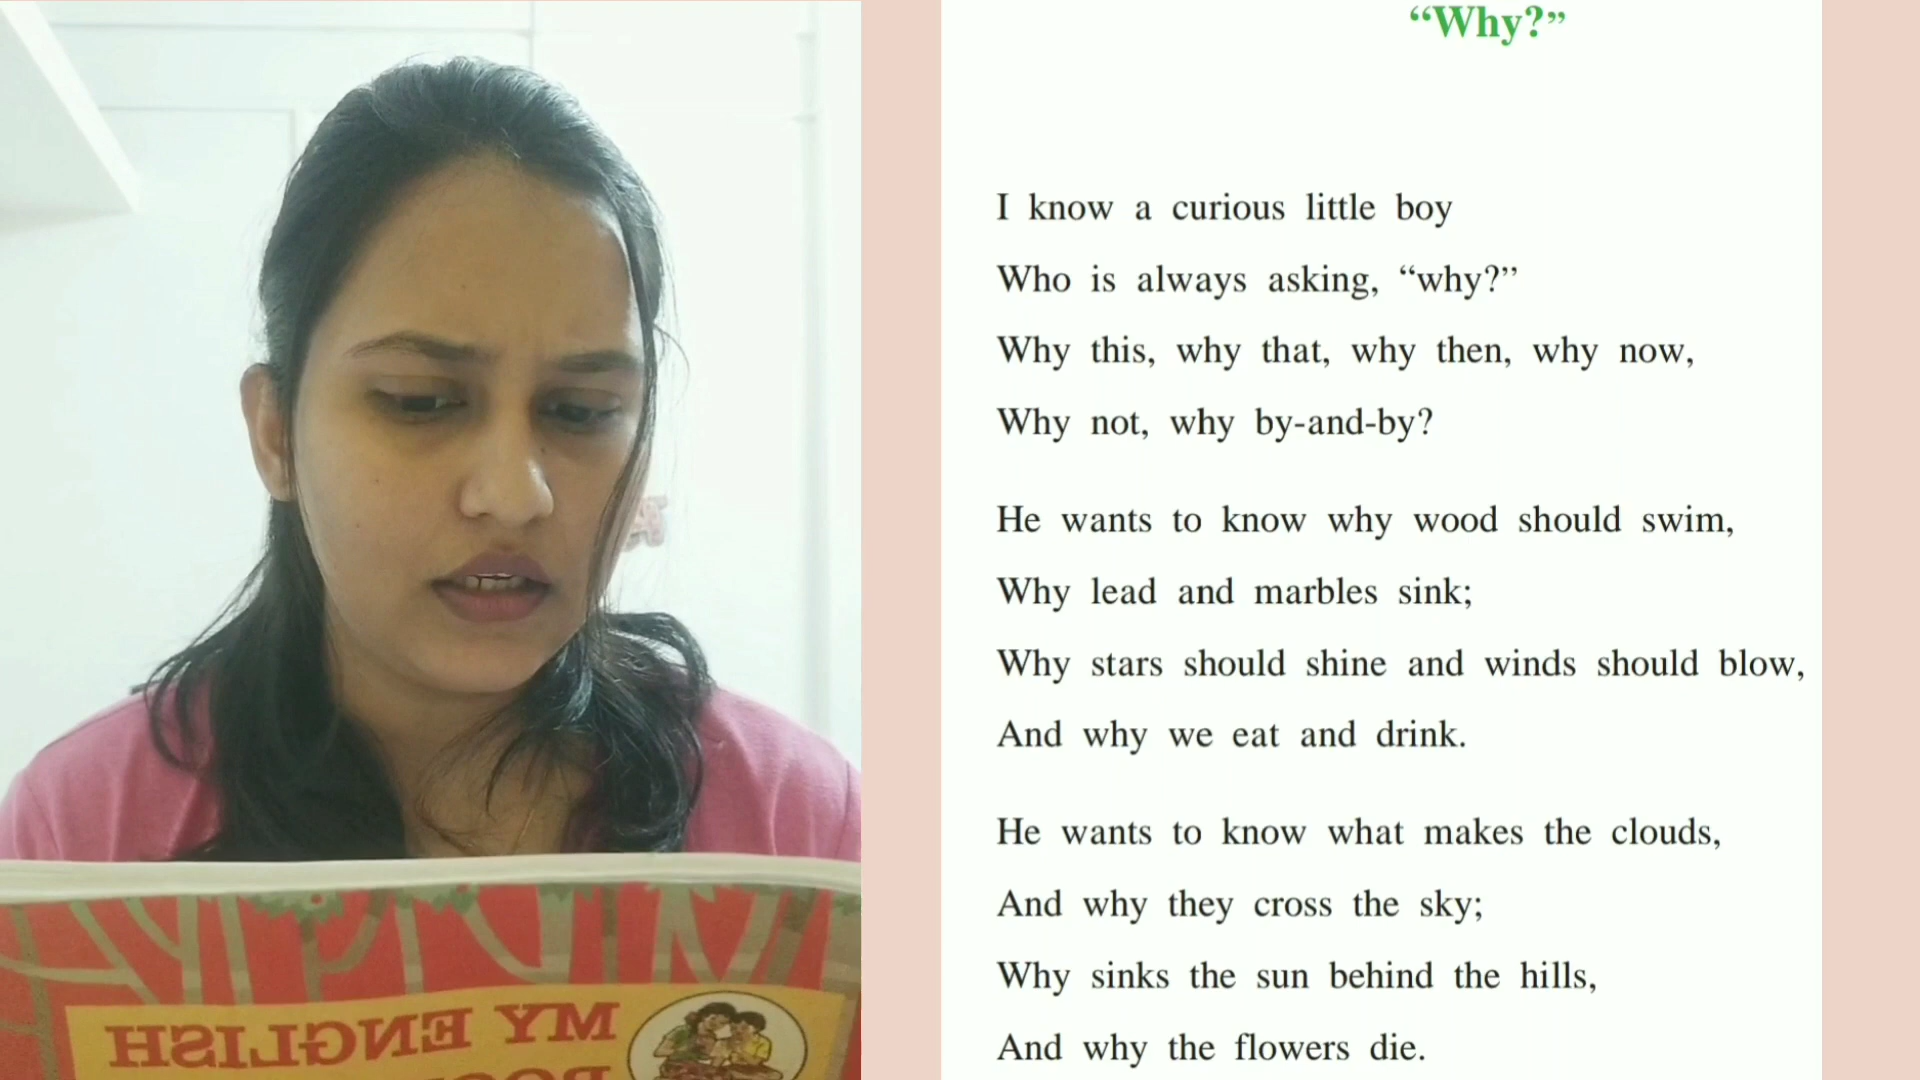 “Why?”
I know a curious little boy
Who is always asking, “why?”
Why this, why that, why then, why now,
Why not, why by-and-by?
He wants to know why wood should swim,
Why lead and marbles sink;
Why stars should shine and winds should blow,
And why we eat and drink.
He wants to know what makes the clouds,
And why they cross the sky;
Why sinks the sun behind the hills,
And why the flowers die.
MY ENGLISH